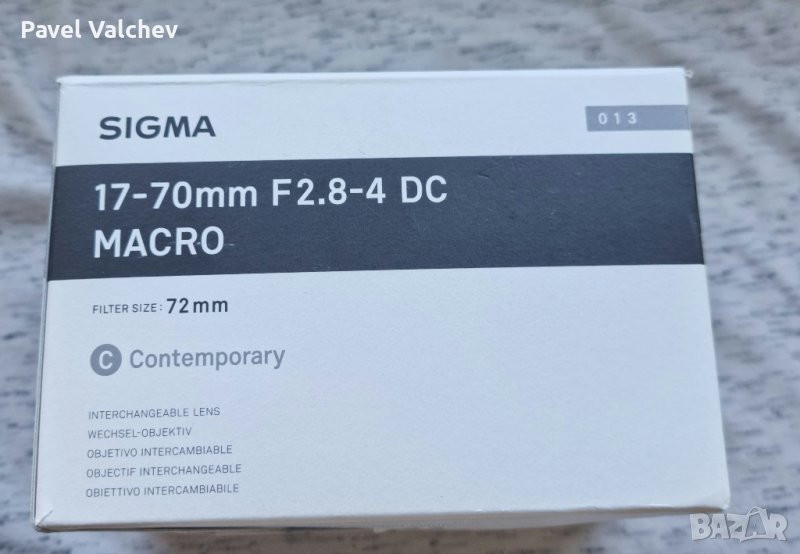 Pavel Valchev
SIGMA
013
17-70mm F2.8-4 DC
MACRO
FILTER SIZE: 72mm
C Contemporary
INTERCHANGEABLE LENS
WECHSEL-OBJEKTIV
OBJETIVO INTERCAMBIABLE
OBJECTIF INTERCHANGEABLE
OBIETTIVO INTERCAMBIABILE
BAZAR